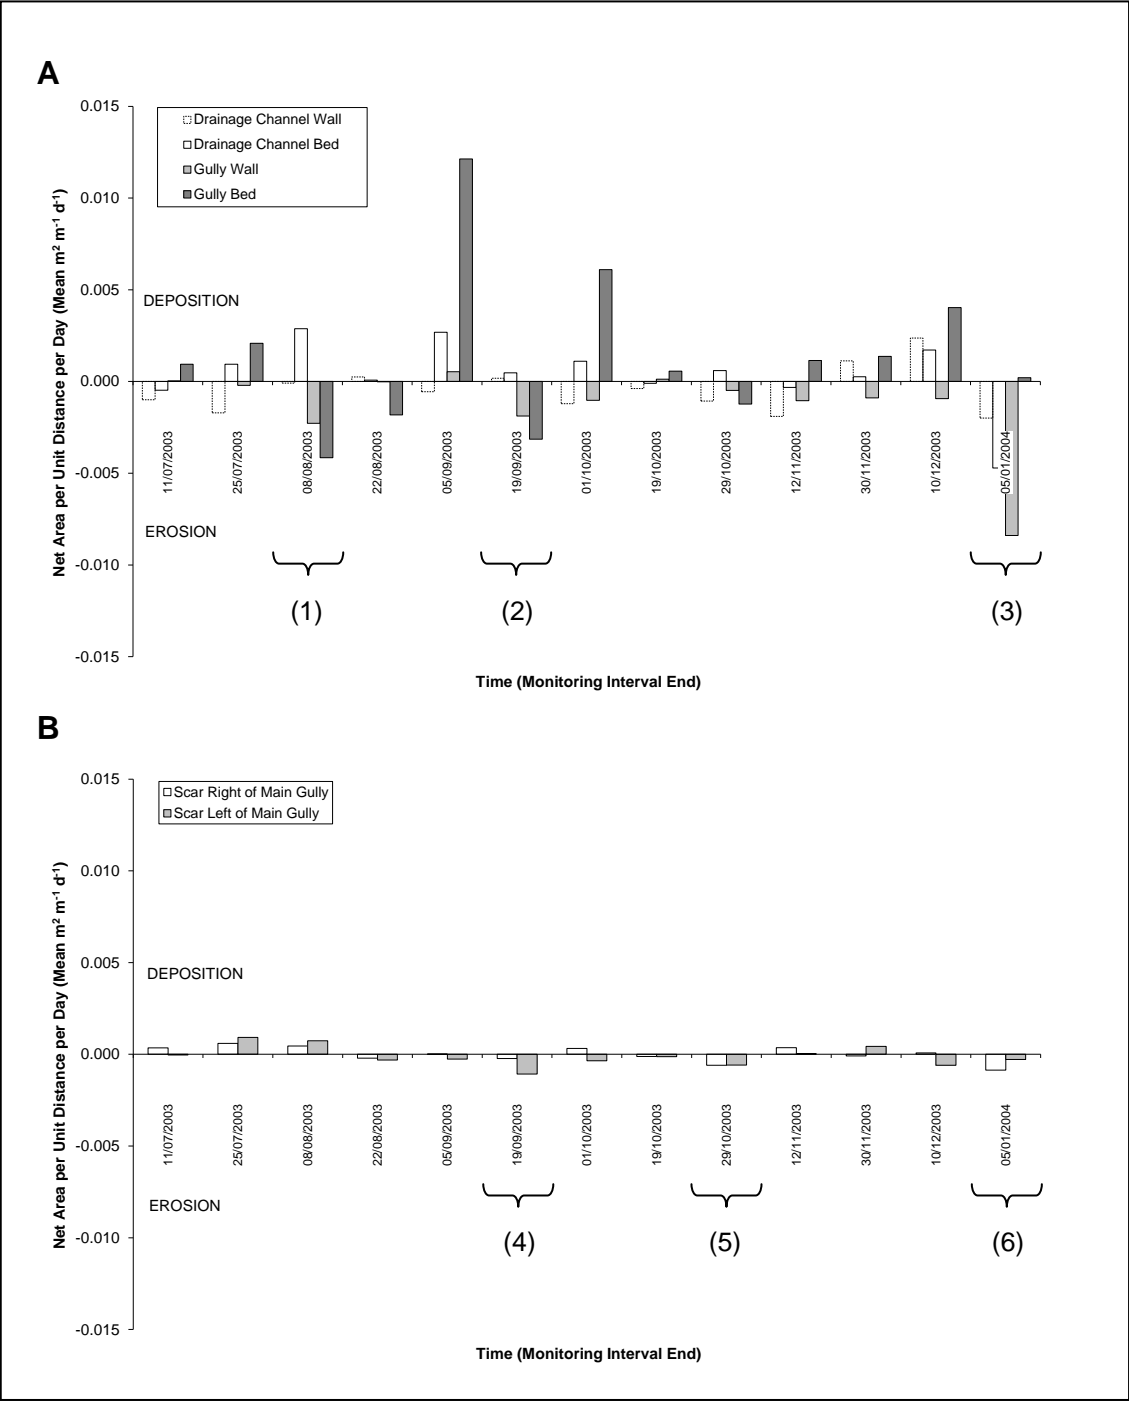 A
0.015
0.010
0.005
0.000
-0.005
-0.010
-0.015
Net Area per Unit Distance per Day (Mean m² m⁻¹ d⁻¹)
Drainage Channel Wall
Drainage Channel Bed
Gully Wall
Gully Bed
DEPOSITION
EROSION
11/07/2003
25/07/2003
08/08/2003
22/08/2003
05/09/2003
19/09/2003
01/10/2003
19/10/2003
29/10/2003
12/11/2003
30/11/2003
10/12/2003
05/01/2004
(1)
(2)
(3)
Time (Monitoring Interval End)
B
0.015
0.010
0.005
0.000
-0.005
-0.010
-0.015
Net Area per Unit Distance per Day (Mean m² m⁻¹ d⁻¹)
Scar Right of Main Gully
Scar Left of Main Gully
DEPOSITION
EROSION
11/07/2003
25/07/2003
08/08/2003
22/08/2003
05/09/2003
19/09/2003
01/10/2003
19/10/2003
29/10/2003
12/11/2003
30/11/2003
10/12/2003
05/01/2004
(4)
(5)
(6)
Time (Monitoring Interval End)